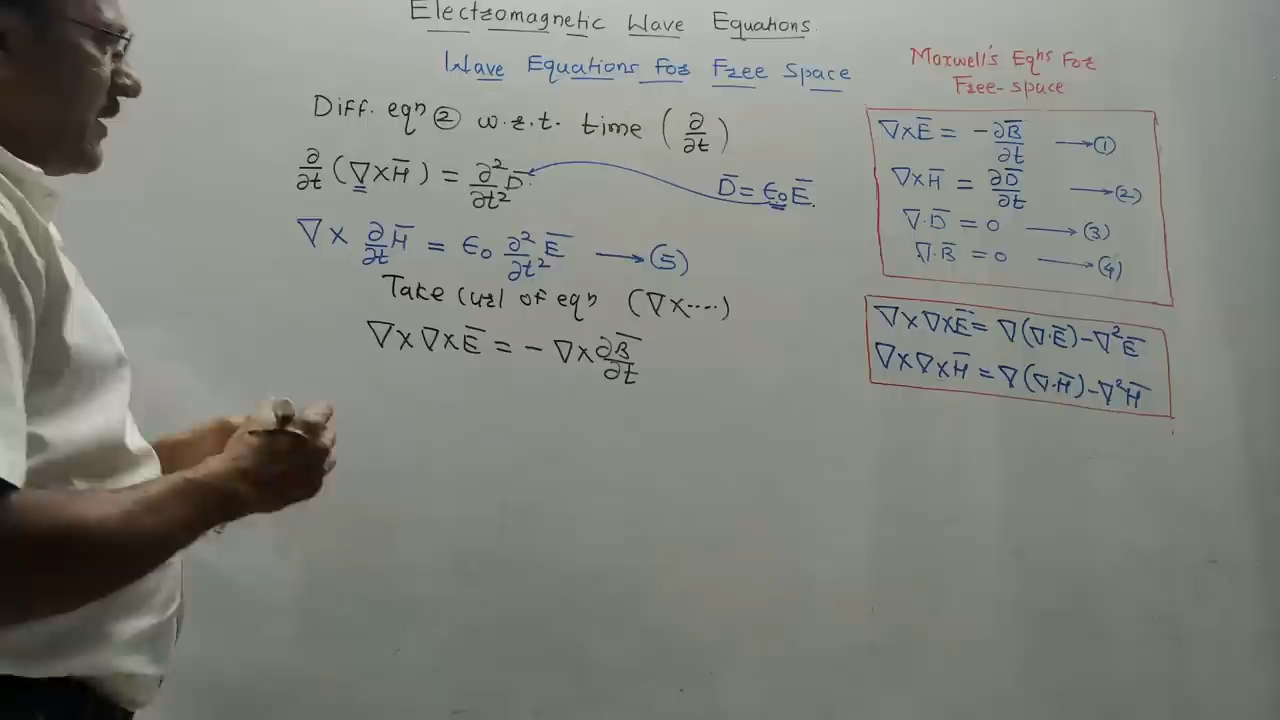 Electromagnetic Wave Equations.
Wave Equations for Free Space
Diff. eqn ② w.r.t. time (∂/∂t)
∂/∂t (∇×H̅) = ∂²/∂t² D̅.
D̅ = ϵ₀E̅.
∇× ∂/∂t H̅ = ϵ₀ ∂²/∂t² E̅ → (5)
Take curl of eqn (∇×....)
∇×∇×E̅ = - ∇× ∂B̅/∂t
Maxwell's Eqns For
Free-space
∇×E̅ = -∂B̅/∂t → ①
∇×H̅ = ∂D̅/∂t → (2)
∇.D̅ = 0 → (3)
∇.B̅ = 0 → (4)
∇×∇×E̅ = ∇(∇.E̅)-∇²E̅
∇×∇×H̅ = ∇(∇.H̅)-∇²H̅